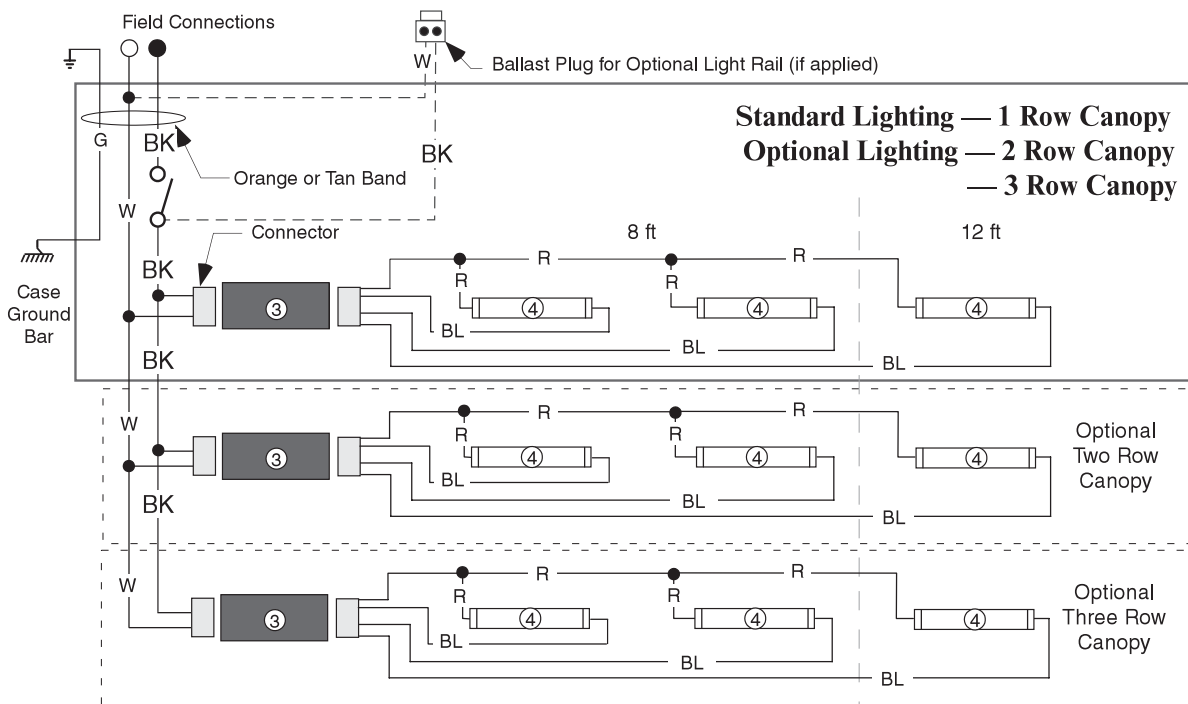 Field Connections
W
Ballast Plug for Optional Light Rail (if applied)
Standard Lighting — 1 Row Canopy
Optional Lighting — 2 Row Canopy
— 3 Row Canopy
G
BK
BK
Orange or Tan Band
W
Connector
8 ft
12 ft
R
R
BK
R
R
Case
Ground
Bar
3
4
4
4
BL
BL
BL
BK
W
R
R
R
R
Optional
Two Row
Canopy
3
4
4
4
BL
BL
BL
BK
W
R
R
R
R
Optional
Three Row
Canopy
3
4
4
4
BL
BL
BL